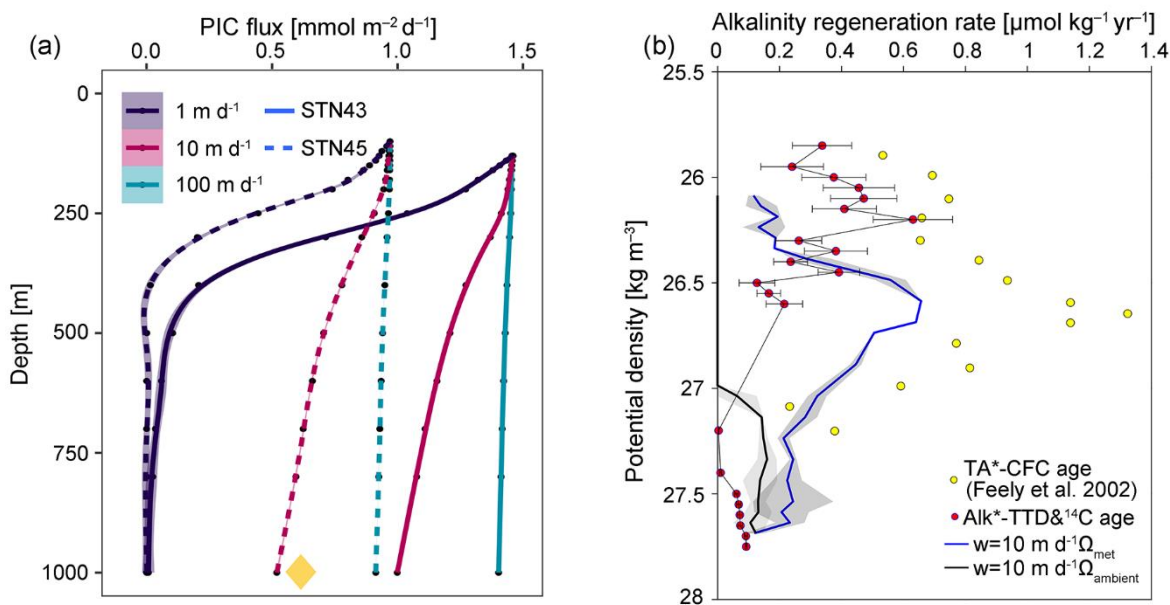 PIC flux [mmol m⁻² d⁻¹]
(a)
0.0 0.5 1.0 1.5
Depth [m]
0
250
500
750
1000
1 m d⁻¹
10 m d⁻¹
100 m d⁻¹
STN43
STN45
Alkalinity regeneration rate [µmol kg⁻¹ yr⁻¹]
(b)
0 0.2 0.4 0.6 0.8 1 1.2 1.4
Potential density [kg m⁻³]
25.5
26
26.5
27
27.5
28
TA*-CFC age
(Feely et al. 2002)
Alk*-TTD&¹⁴C age
w=10 m d⁻¹Ωmet
w=10 m d⁻¹Ωambient